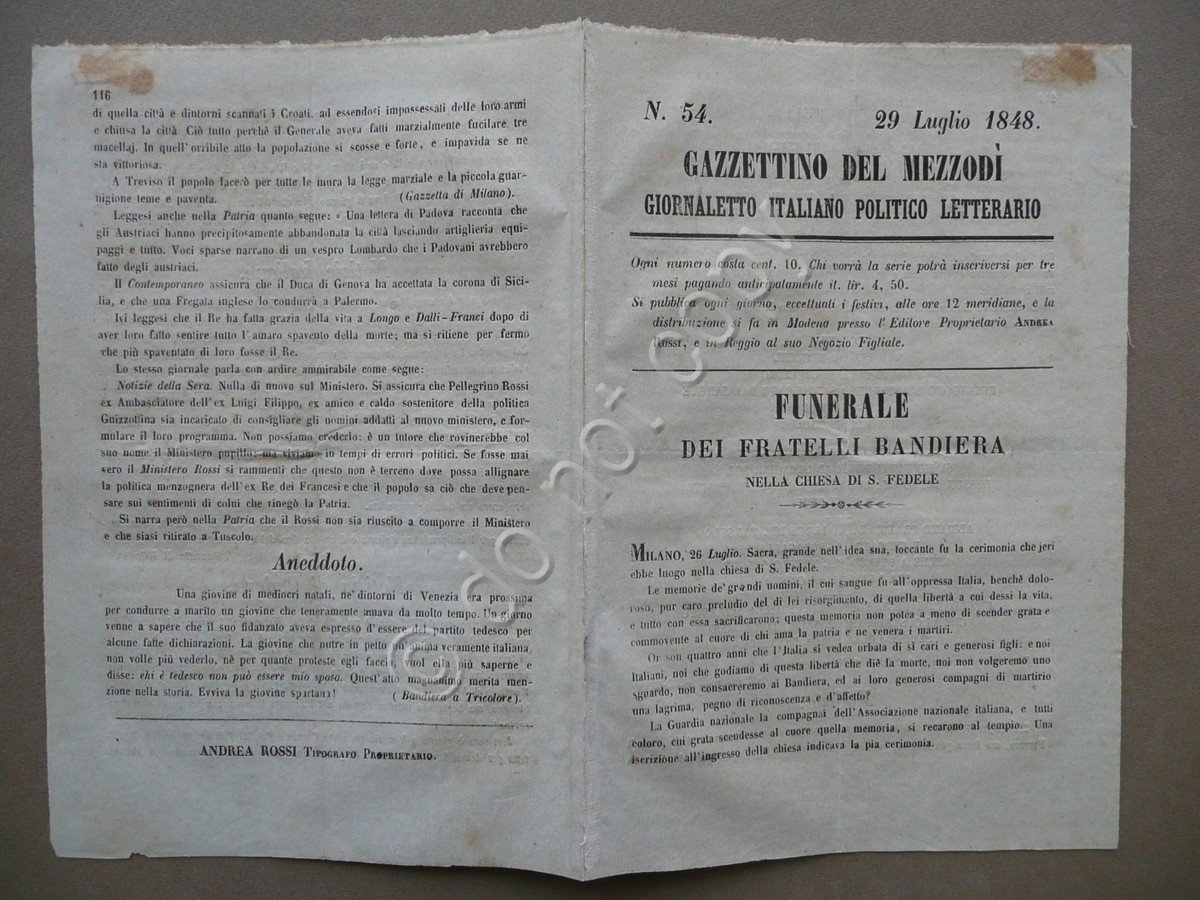 116
di quella città e dintorni scannati i Croati, ad essendosi impossessati delle loro armi
e chiusa la città. Ciò tutto perchè il Generale aveva fatti marzialmente fucilare tre
macellaj. In quell'orribile atto la popolazione si scosse e forte, e impavida se ne
sta vittoriosa.
A Treviso il popolo lacerò per tutte le mura la legge marziale e la piccola guar-
nigione teme e paventa. (Gazzetta di Milano).
Leggesi anche nella Patria quanto segue: « Una lettera di Padova racconta che
gli Austriaci hanno precipitosamente abbandonata la città lasciando artiglieria equi-
paggi e tutto. Voci sparse narrano di un vespro Lombardo che i Padovani avrebbero
fatto degli austriaci.
Il Contemporaneo assicura che il Duca di Genova ha accettata la corona di Sici-
lia, e che una Fregata inglese lo condurrà a Palermo.
Ivi leggesi che il Re ha fatta grazia della vita a Longo e Dalli-Franci dopo di
aver loro fatto sentire tutto l'amaro spavento della morte; ma si ritiene per fermo
che più spaventato di loro fosse il Re.
Lo stesso giornale parla con ardire ammirabile come segue:
Notizie della Sera. Nulla di nuovo sul Ministero. Si assicura che Pellegrino Rossi
ex Ambasciatore dell'ex Luigi Filippo, ex amico e caldo sostenitore della politica
Guizzottina sia incaricato di consigliare gli uomini addatti al nuovo ministero, e for-
mulare il loro programma. Non possiamo crederlo: è un tutore che rovinerebbe col
suo nome il Ministero pupillo: ma viviamo in tempi di errori politici. Se fosse mai
vero il Ministero Rossi si rammenti che questo non è terreno dove possa allignare
la politica menzognera dell'ex Re dei Francesi e che il popolo sa ciò che deve pen-
sare sui sentimenti di colui che rinegò la Patria.
Si narra però nella Patria che il Rossi non sia riuscito a comporre il Ministero
e che siasi ritirato a Tuscolo.
Aneddoto.
Una giovine di mediocri natali, ne' dintorni di Venezia era prossima
per condurre a marito un giovine che teneramente amava da molto tempo. Un giorno
venne a sapere che il suo fidanzato aveva espresso d'essere del partito tedesco per
alcune fatte dichiarazioni. La giovine che nutre in petto un'anima veramente italiana,
non volle più vederlo, nè per quante proteste egli faccia, vuol ella più saperne e
disse: chi è tedesco non può essere mio sposo. Quest'atto magnanimo merita men-
zione nella storia. Evviva la giovine spartana! (Bandiera a Tricolore).
ANDREA ROSSI TIPOGRAFO PROPRIETARIO.
N. 54. 29 Luglio 1848.
GAZZETTINO DEL MEZZODÌ
GIORNALETTO ITALIANO POLITICO LETTERARIO
Ogni numero costa cent. 10. Chi vorrà la serie potrà inscriversi per tre
mesi pagando anticipatamente it. lir. 4, 50.
Si pubblica ogni giorno, eccettuati i festivi, alle ore 12 meridiane, e la
distribuzione si fa in Modena presso l'Editore Proprietario ANDREA
ROSSI, e in Reggio al suo Negozio Figliale.
FUNERALE
DEI FRATELLI BANDIERA
NELLA CHIESA DI S. FEDELE
MILANO, 26 Luglio. Sacra, grande nell'idea sua, toccante fù la cerimonia che jeri
ebbe luogo nella chiesa di S. Fedele.
Le memorie de' grandi uomini, il cui sangue fu all'oppressa Italia, benchè dolo-
roso, pur caro preludio del di lei risorgimento, di quella libertà a cui dessi la vita,
e tutto con essa sacrificarono; questa memoria non potea a meno di scender grata e
commovente al cuore di chi ama la patria e ne venera i martiri.
Or son quattro anni che l'Italia si vedea orbata di sì cari e generosi figli: e noi
Italiani, noi che godiamo di questa libertà che diè la morte, noi non volgeremo uno
sguardo, non consacreremo ai Bandiera, ed ai loro generosi compagni di martirio
una lagrima, pegno di riconoscenza e d'affetto?
La Guardia nazionale la compagnai dell'Associazione nazionale italiana, e tutti
coloro, cui grata scendesse al cuore quella memoria, si recarono al tempio. Una
iscrizione all'ingresso della chiesa indicava la pia cerimonia.